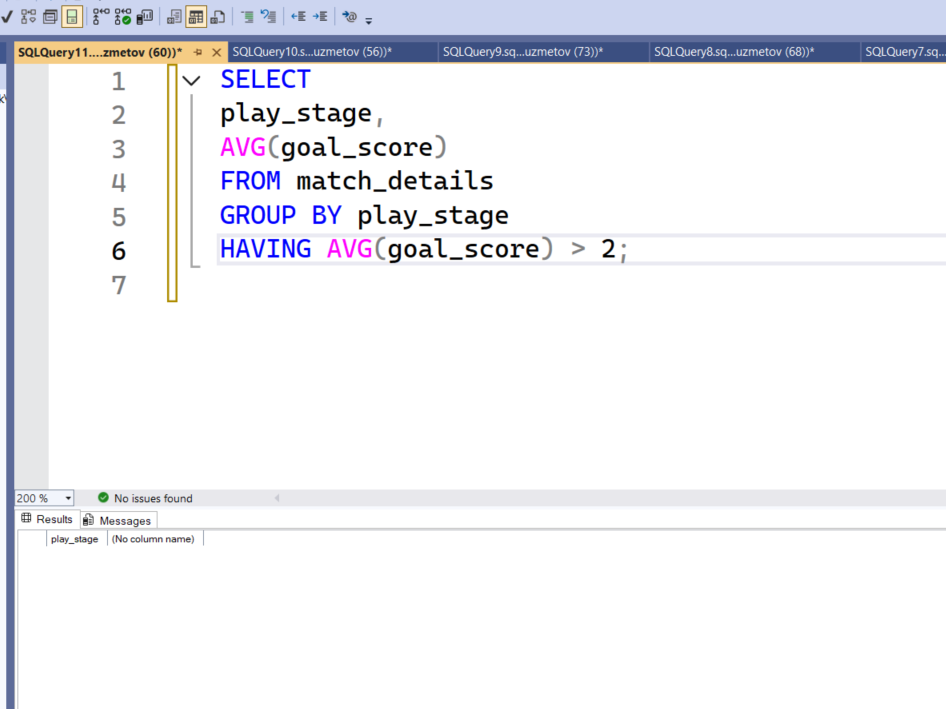 SQLQuery11....zmetov (60))*
SQLQuery10.s...uzmetov (56))*
SQLQuery9.sq...uzmetov (73))*
SQLQuery8.sq...uzmetov (68))*
SQLQuery7.sq...
1 SELECT
2 play_stage,
3 AVG(goal_score)
4 FROM match_details
5 GROUP BY play_stage
6 HAVING AVG(goal_score) > 2;
7
200 % No issues found
Results Messages
play_stage (No column name)